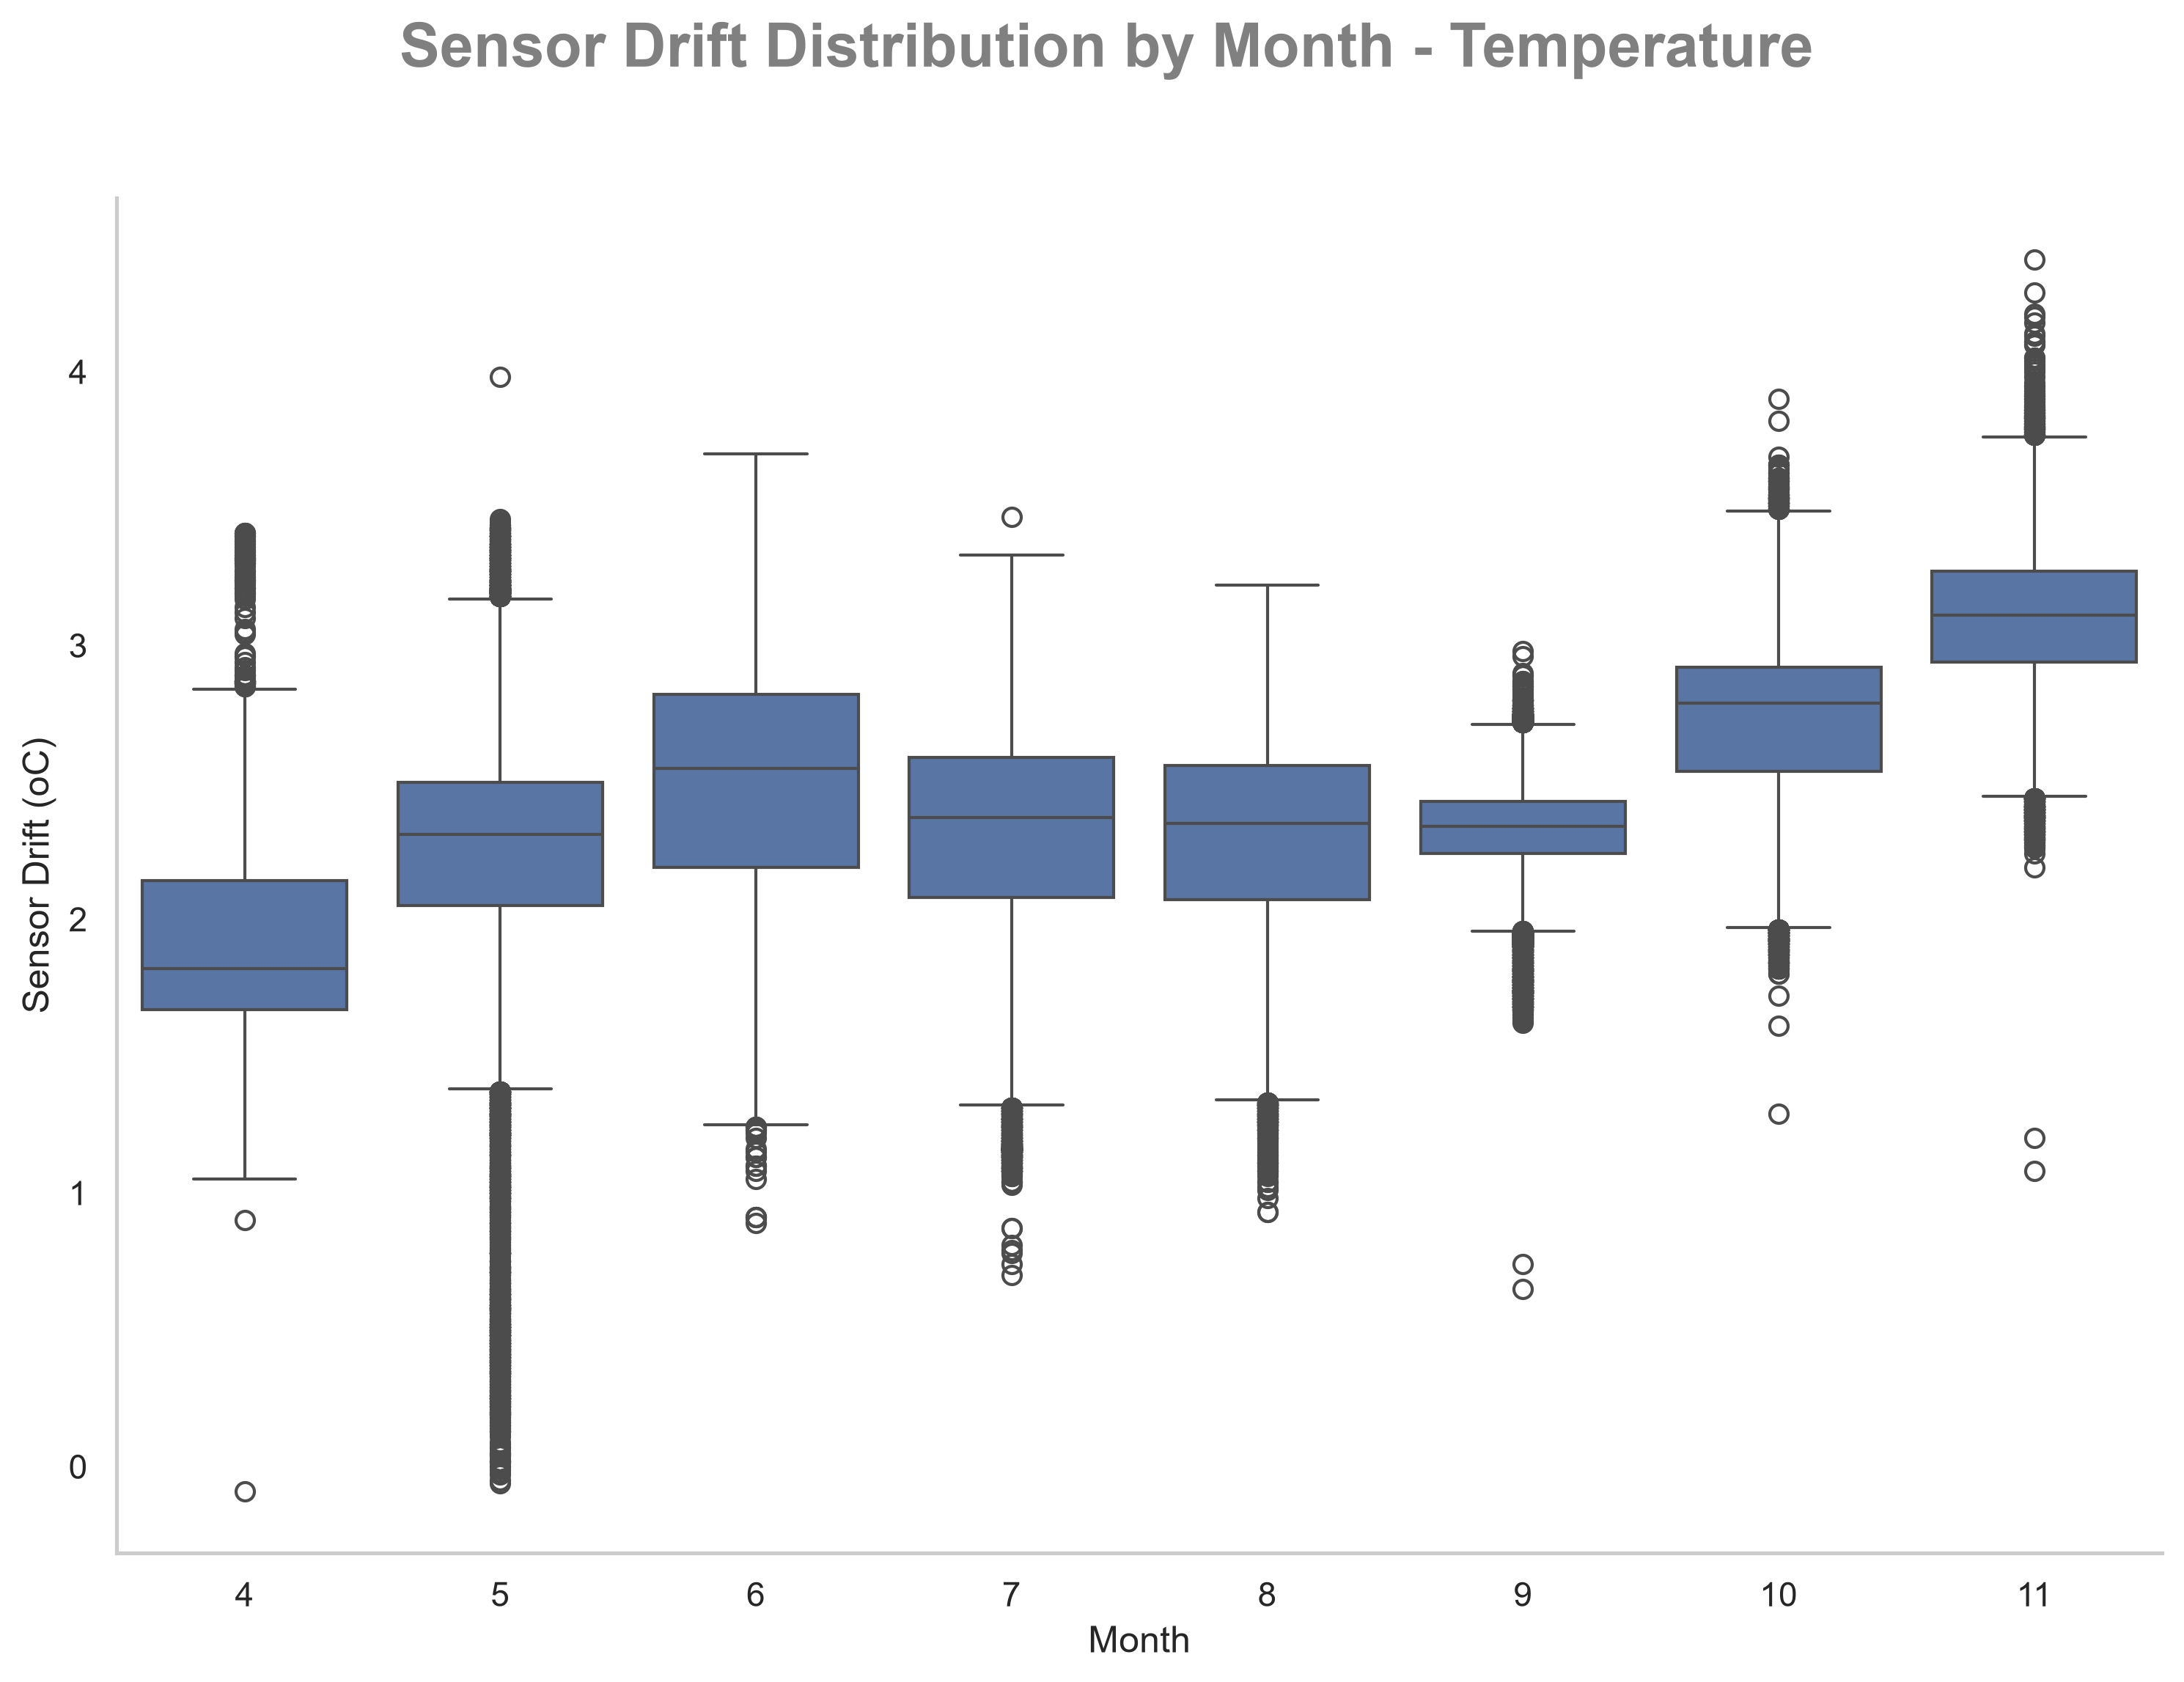 Sensor Drift Distribution by Month - Temperature
Sensor Drift (oC)
4
3
2
1
0
4 5 6 7 8 9 10 11
Month